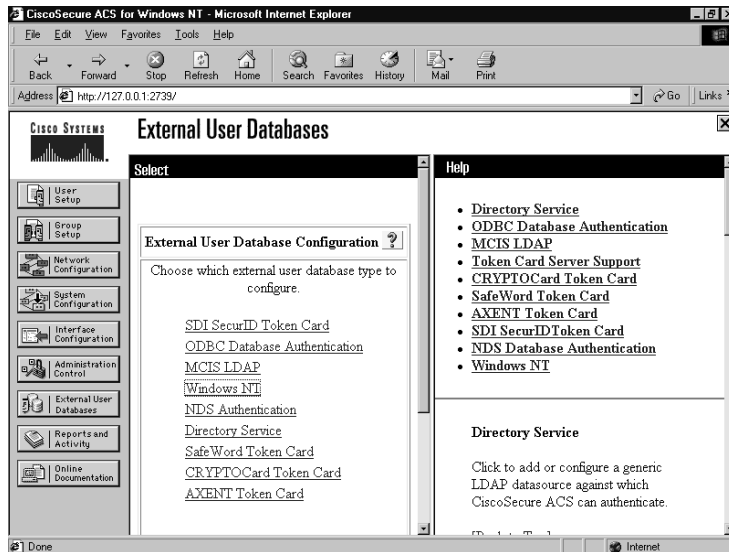 CiscoSecure ACS for Windows NT - Microsoft Internet Explorer
File Edit View Favorites Tools Help
Back Forward Stop Refresh Home Search Favorites History Mail Print
Address http://127.0.0.1:2739/ Go Links
CISCO SYSTEMS
External User Databases
User Setup
Group Setup
Network Configuration
System Configuration
Interface Configuration
Administration Control
External User Databases
Reports and Activity
Online Documentation
Select
External User Database Configuration ?
Choose which external user database type to
configure.
SDI SecurID Token Card
ODBC Database Authentication
MCIS LDAP
Windows NT
NDS Authentication
Directory Service
SafeWord Token Card
CRYPTOCard Token Card
AXENT Token Card
Help
• Directory Service
• ODBC Database Authentication
• MCIS LDAP
• Token Card Server Support
• CRYPTOCard Token Card
• SafeWord Token Card
• AXENT Token Card
• SDI SecurIDToken Card
• NDS Database Authentication
• Windows NT
Directory Service
Click to add or configure a generic
LDAP datasource against which
CiscoSecure ACS can authenticate.
Done
Internet